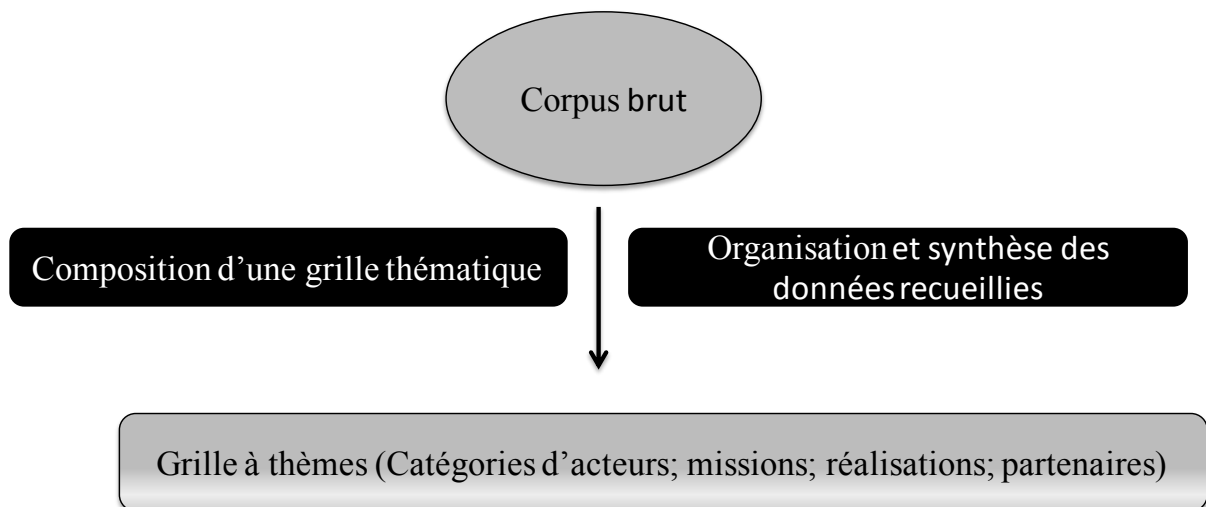 Corpus brut
Composition d’une grille thématique
Organisation et synthèse des
données recueillies
Grille à thèmes (Catégories d’acteurs; missions; réalisations; partenaires)